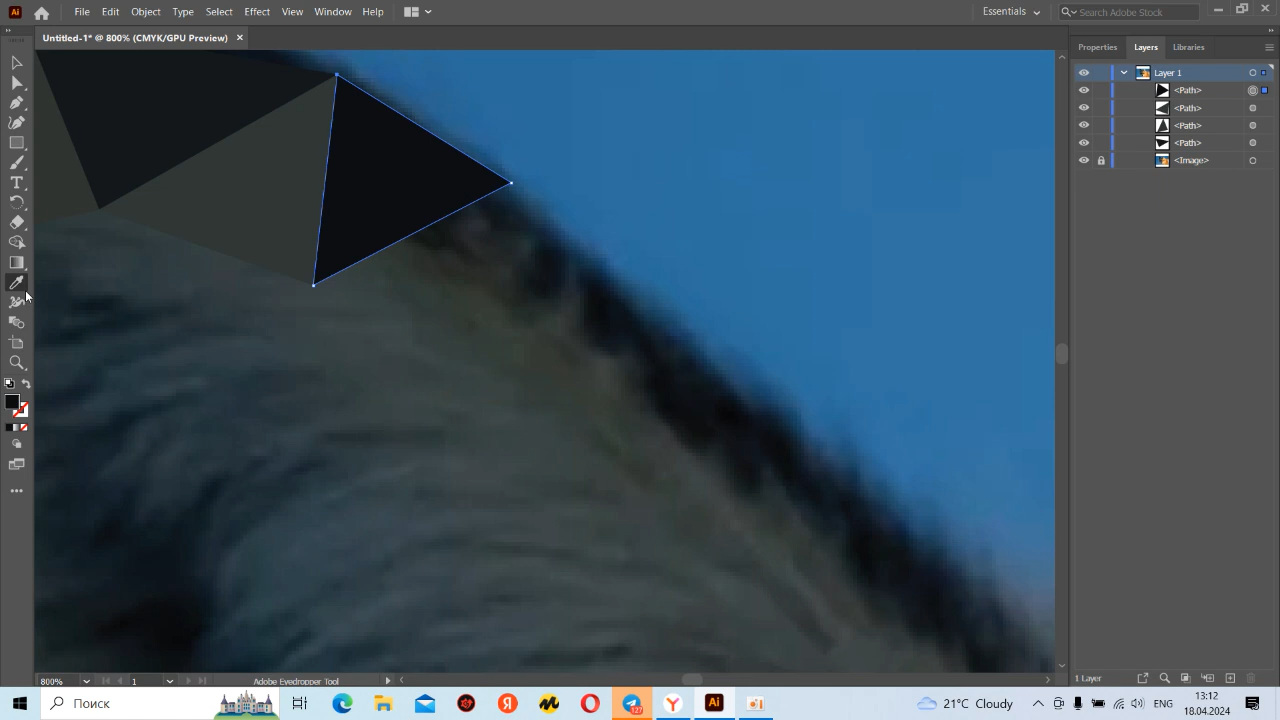 Ai File Edit Object Type Select Effect View Window Help Essentials Search Adobe Stock
Untitled-1* @ 800% (CMYK/GPU Preview) ×
Properties Layers Libraries
Layer 1
<Path>
<Path>
<Path>
<Path>
<Image>
800% 1 Adobe Eyedropper Tool 1 Layer
Поиск 127 Я Y Ai 21°C Cloudy ENG 13:12
18.04.2024